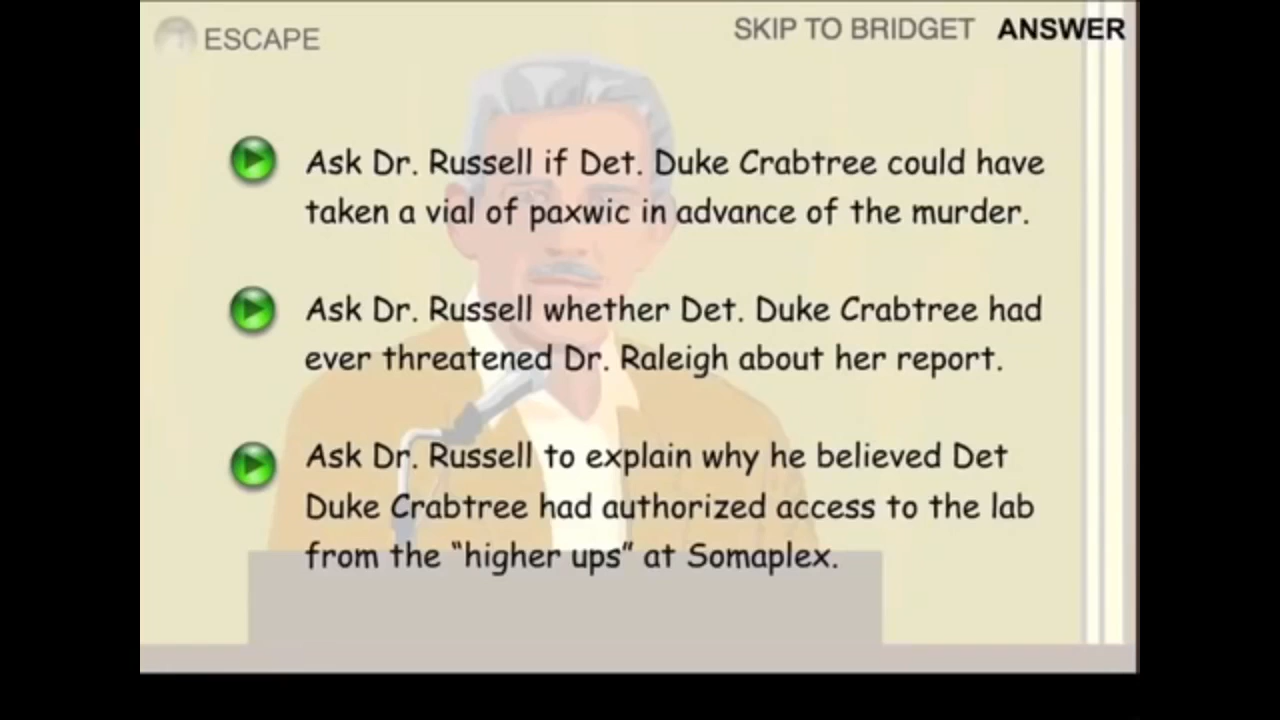 ESCAPE
SKIP TO BRIDGET ANSWER
Ask Dr. Russell if Det. Duke Crabtree could have
taken a vial of paxwic in advance of the murder.
Ask Dr. Russell whether Det. Duke Crabtree had
ever threatened Dr. Raleigh about her report.
Ask Dr. Russell to explain why he believed Det
Duke Crabtree had authorized access to the lab
from the “higher ups” at Somaplex.